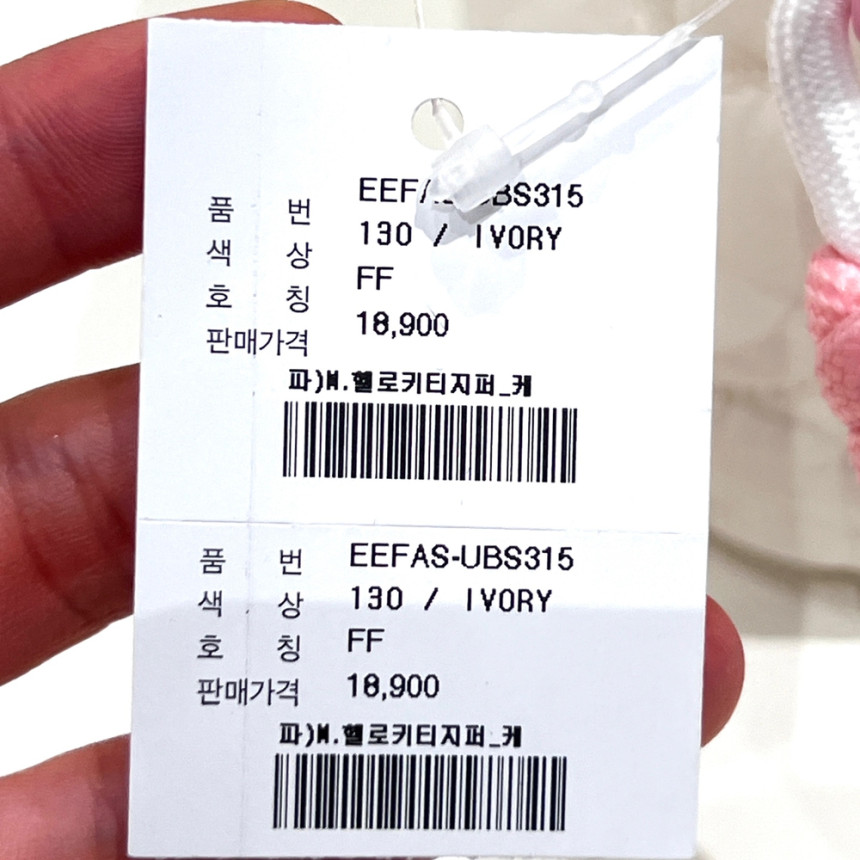 품 번 EEFAS-UBS315
색 상 130 / IVORY
호 칭 FF
판매가격 18,900
파)M.헬로키티지퍼_케
품 번 EEFAS-UBS315
색 상 130 / IVORY
호 칭 FF
판매가격 18,900
파)M.헬로키티지퍼_케